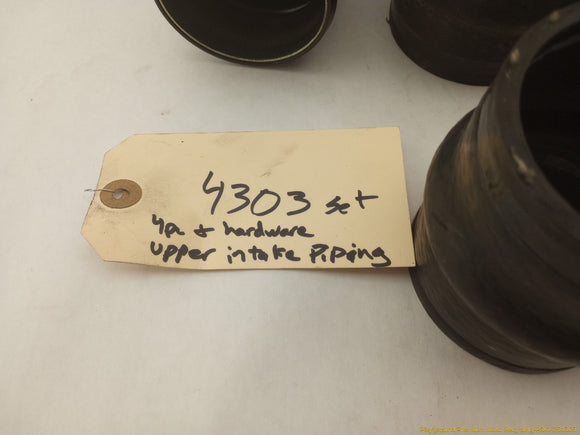 4303 set
4pc + hardware
upper intake Piping